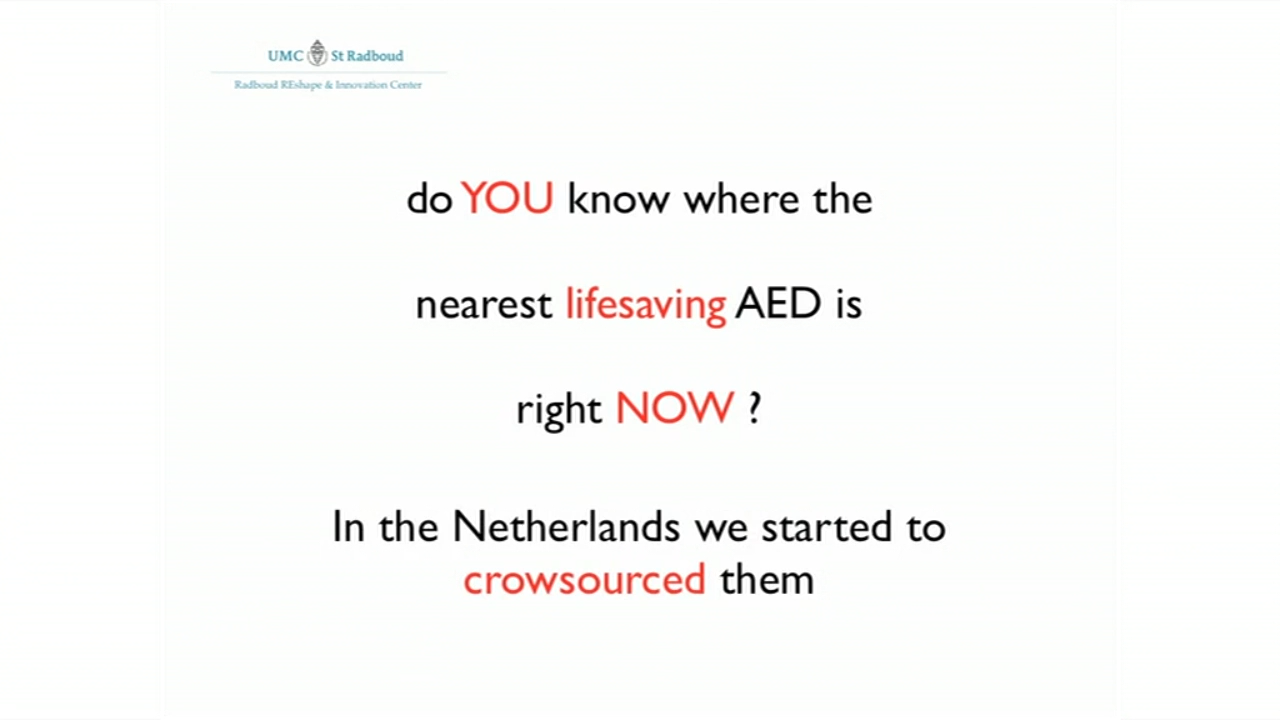 UMC St Radboud
Radboud REshape & Innovation Center
do YOU know where the
nearest lifesaving AED is
right NOW ?
In the Netherlands we started to
crowsourced them